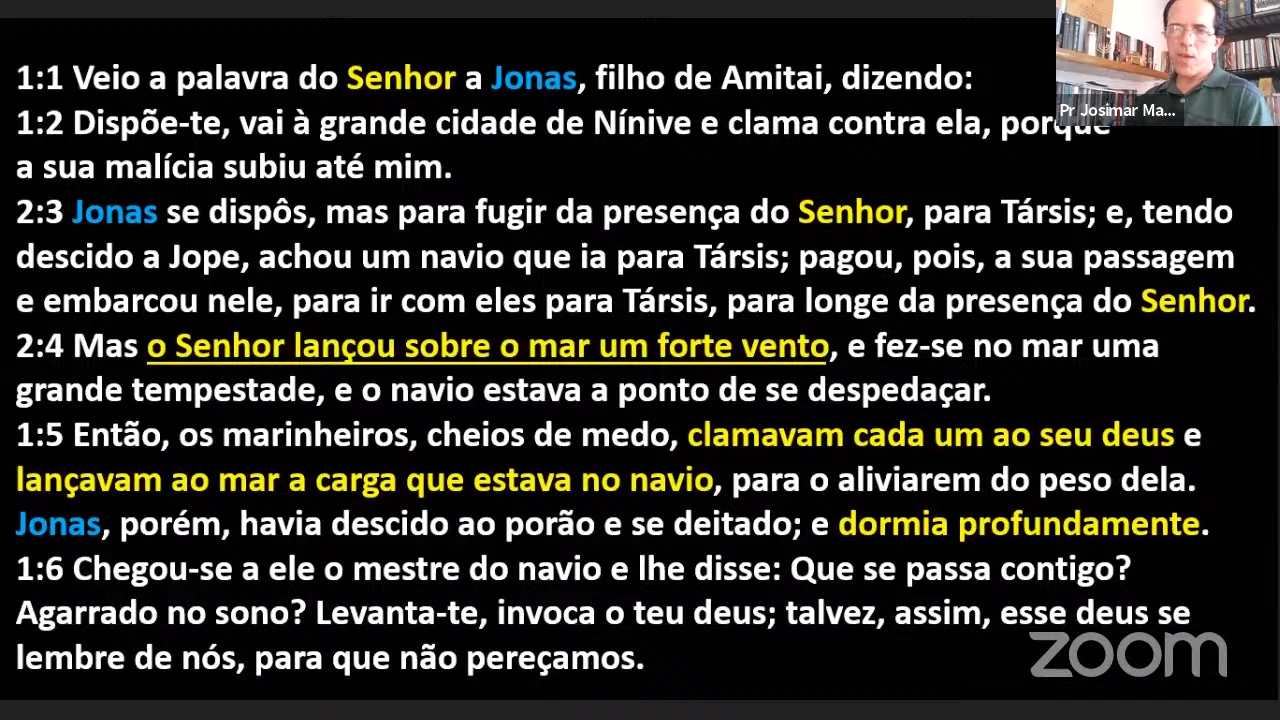 1:1 Veio a palavra do Senhor a Jonas, filho de Amitai, dizendo:
1:2 Dispõe-te, vai à grande cidade de Nínive e clama contra ela, porque
a sua malícia subiu até mim.
2:3 Jonas se dispôs, mas para fugir da presença do Senhor, para Társis; e, tendo
descido a Jope, achou um navio que ia para Társis; pagou, pois, a sua passagem
e embarcou nele, para ir com eles para Társis, para longe da presença do Senhor.
2:4 Mas o Senhor lançou sobre o mar um forte vento, e fez-se no mar uma
grande tempestade, e o navio estava a ponto de se despedaçar.
1:5 Então, os marinheiros, cheios de medo, clamavam cada um ao seu deus e
lançavam ao mar a carga que estava no navio, para o aliviarem do peso dela.
Jonas, porém, havia descido ao porão e se deitado; e dormia profundamente.
1:6 Chegou-se a ele o mestre do navio e lhe disse: Que se passa contigo?
Agarrado no sono? Levanta-te, invoca o teu deus; talvez, assim, esse deus se
lembre de nós, para que não pereçamos.
Pr Josimar Ma...
zoom